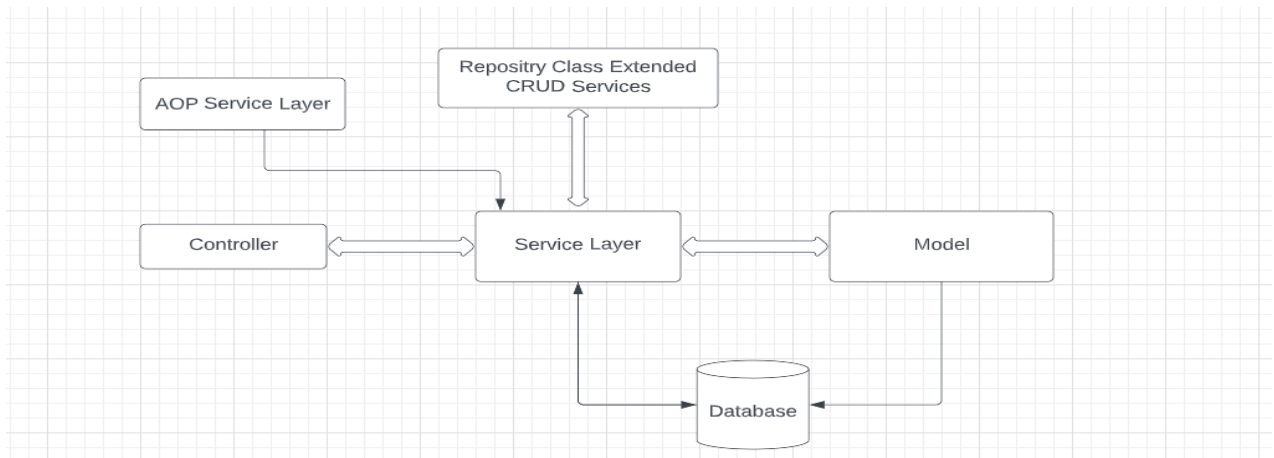 Repositry Class Extended
CRUD Services
AOP Service Layer
Controller
Service Layer
Model
Database